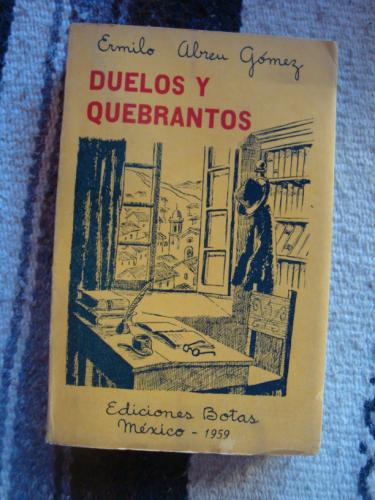 Ermilo Abreu Gómez
DUELOS Y
QUEBRANTOS
Ediciones Botas
México - 1959